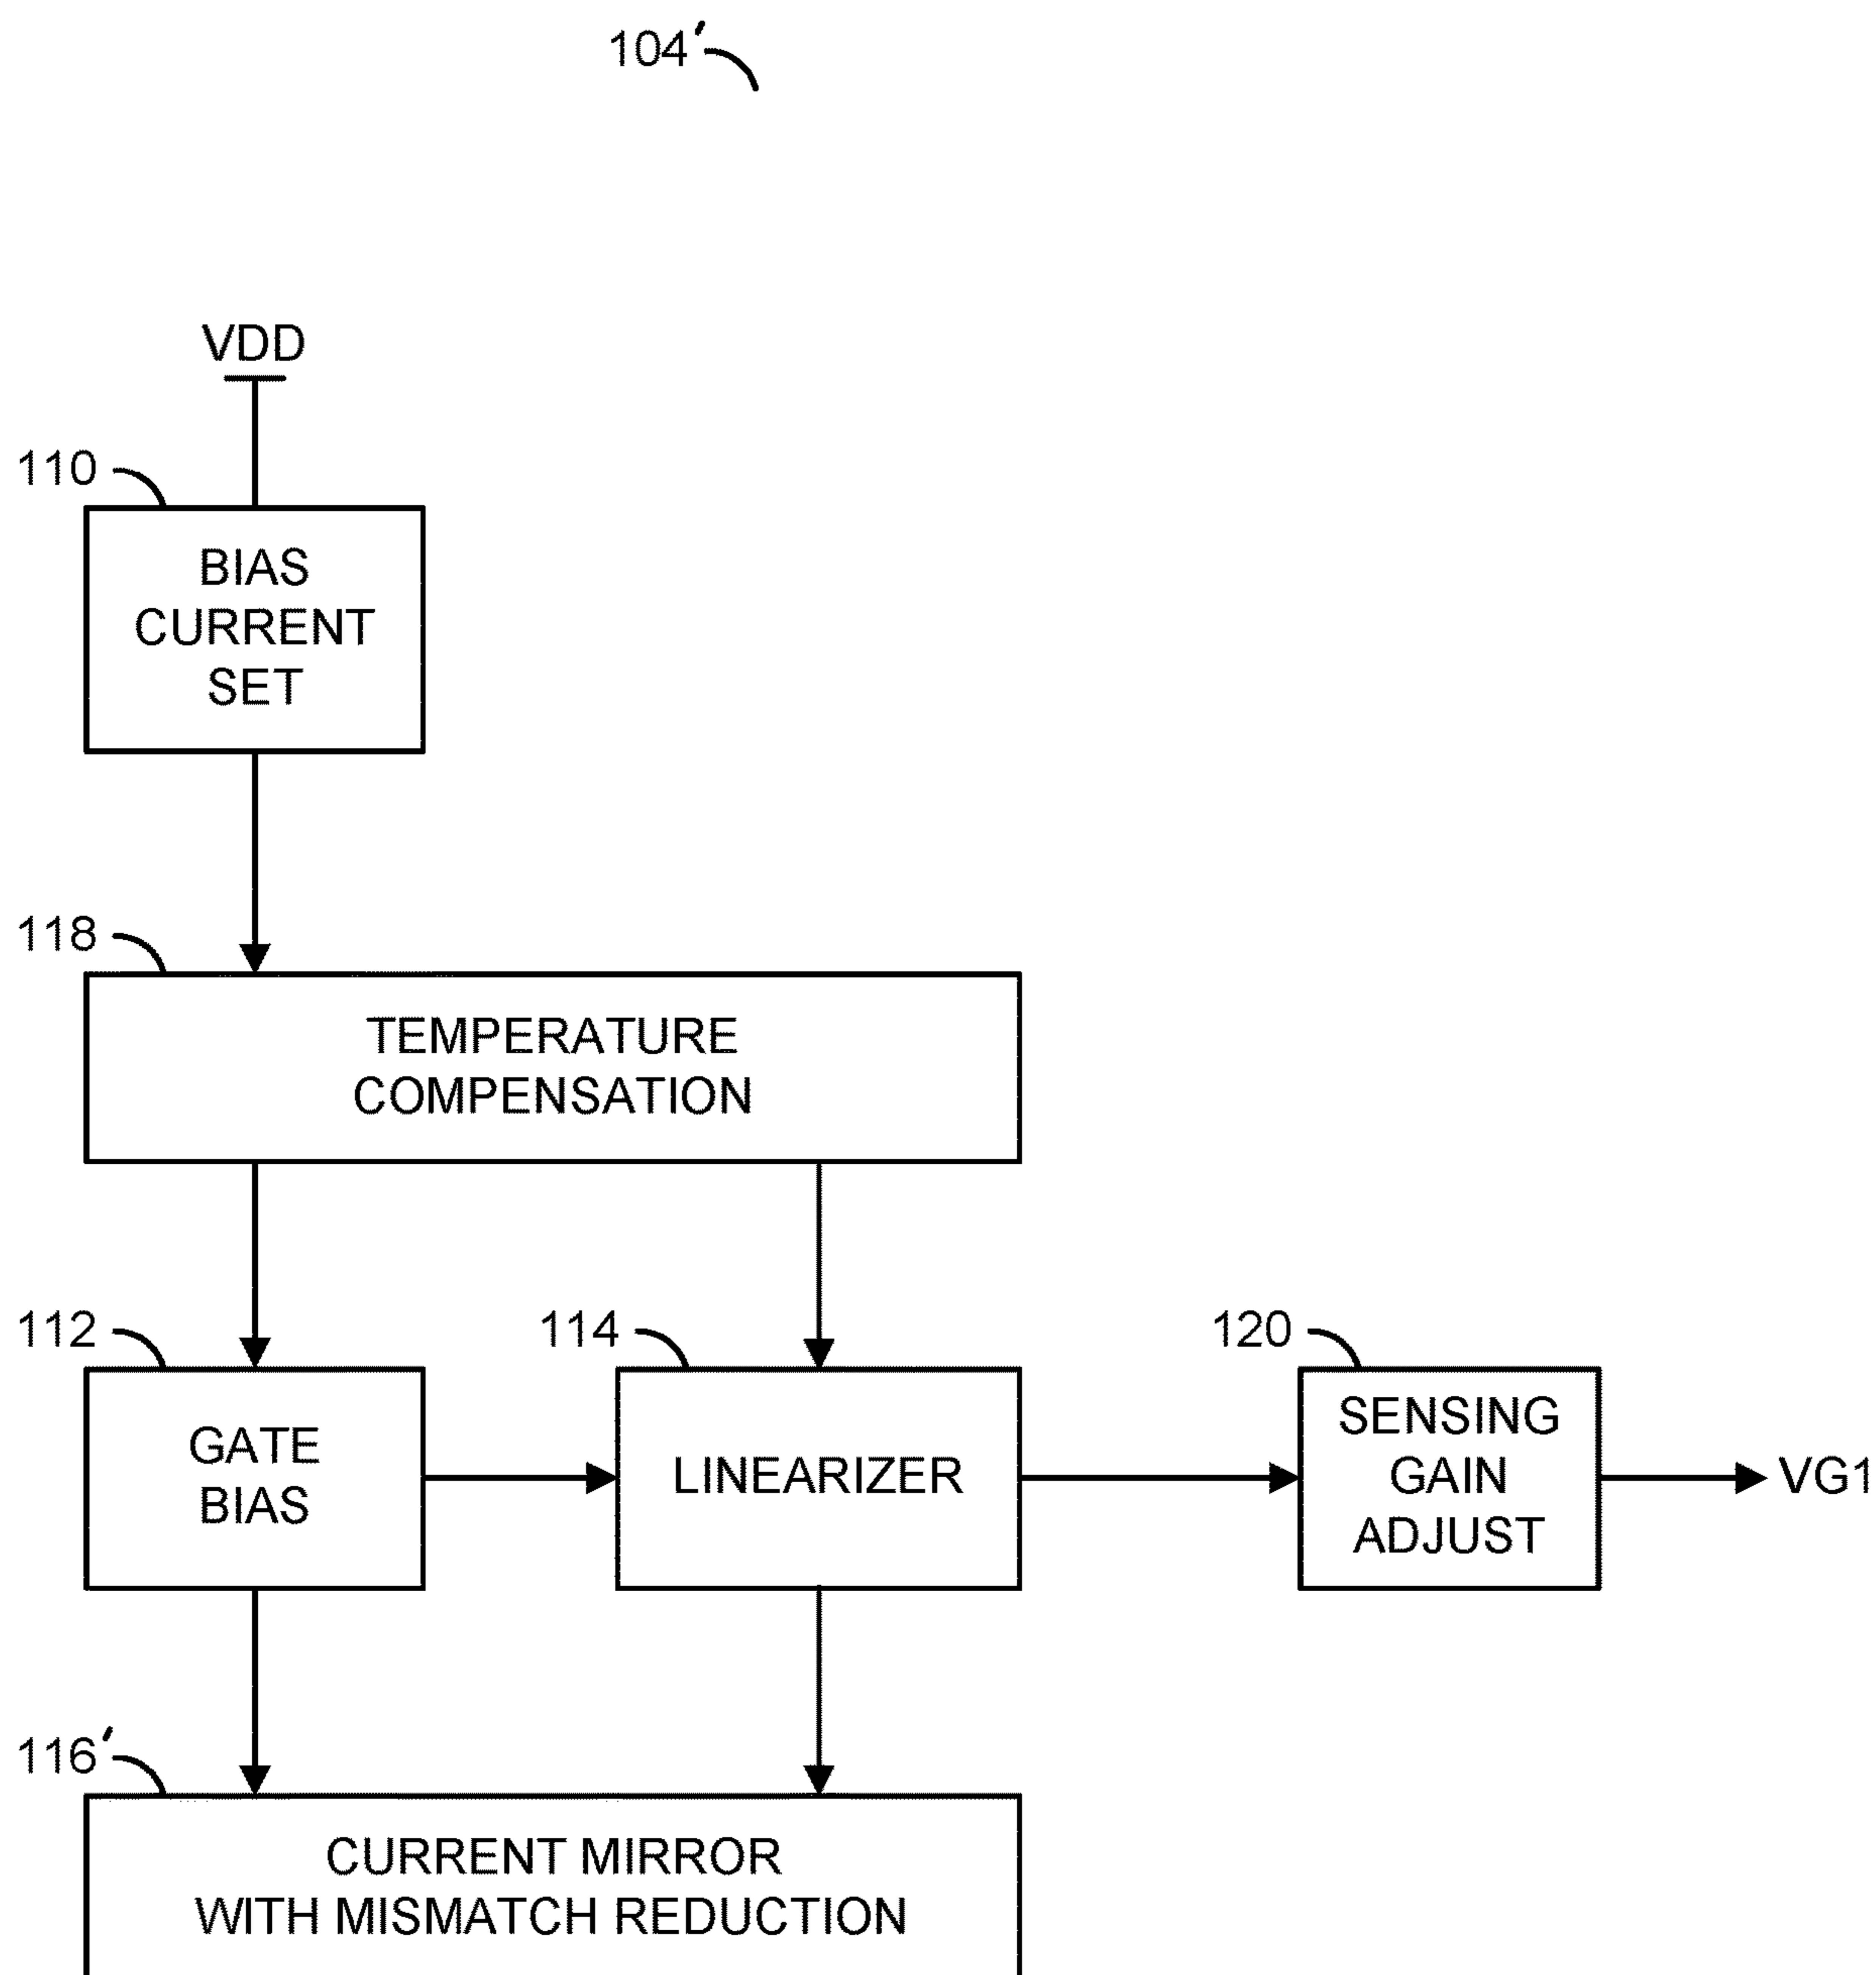 104′
VDD
110
BIAS
CURRENT
SET
118
TEMPERATURE
COMPENSATION
112
114
120
GATE
BIAS
LINEARIZER
SENSING
GAIN
ADJUST
VG1
116′
CURRENT MIRROR
WITH MISMATCH REDUCTION